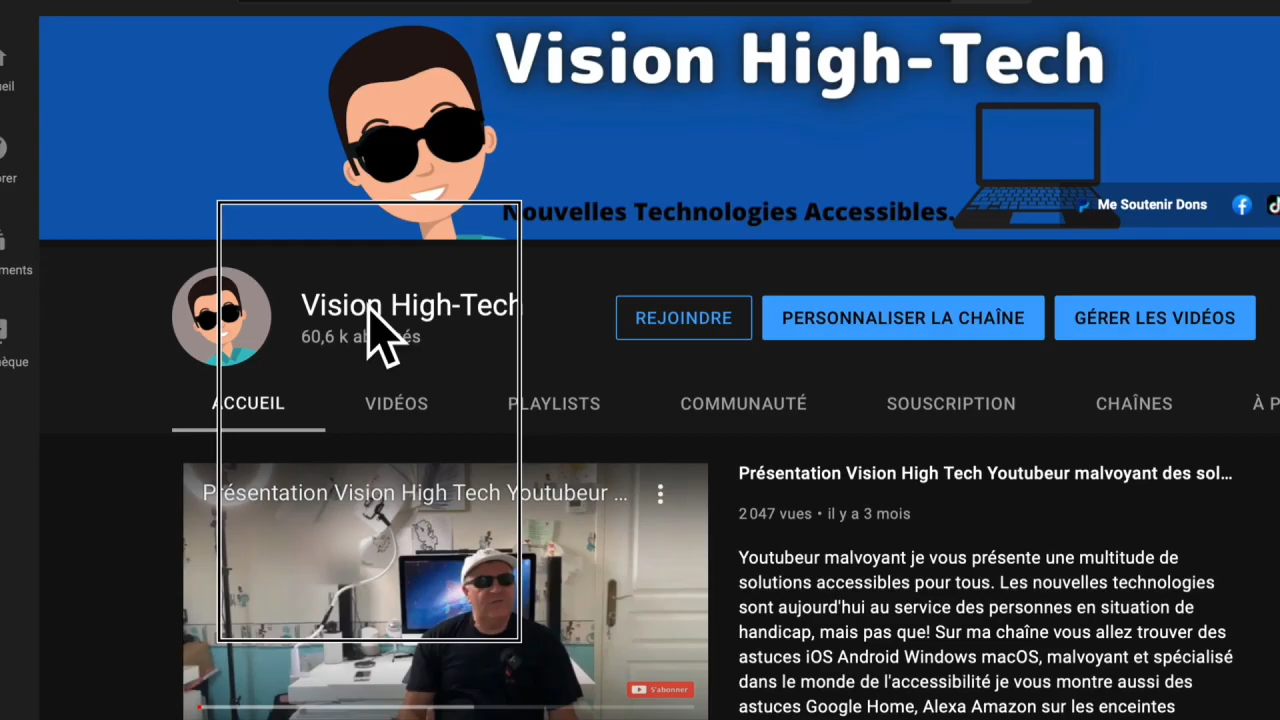 Vision High-Tech
Nouvelles Technologies Accessibles.
Me Soutenir Dons
Vision High-Tech
60,6 k
REJOINDRE
PERSONNALISER LA CHAÎNE
GÉRER LES VIDÉOS
ACCUEIL
VIDÉOS
PLAYLISTS
COMMUNAUTÉ
SOUSCRIPTION
CHAÎNES
À P
ueil
orer
ments
hèque
Présentation Vision High Tech Youtubeur ...
S'abonner
Présentation Vision High Tech Youtubeur malvoyant des sol...
2 047 vues • il y a 3 mois
Youtubeur malvoyant je vous présente une multitude de
solutions accessibles pour tous. Les nouvelles technologies
sont aujourd'hui au service des personnes en situation de
handicap, mais pas que! Sur ma chaîne vous allez trouver des
astuces iOS Android Windows macOS, malvoyant et spécialisé
dans le monde de l'accessibilité je vous montre aussi des
astuces Google Home, Alexa Amazon sur les enceintes